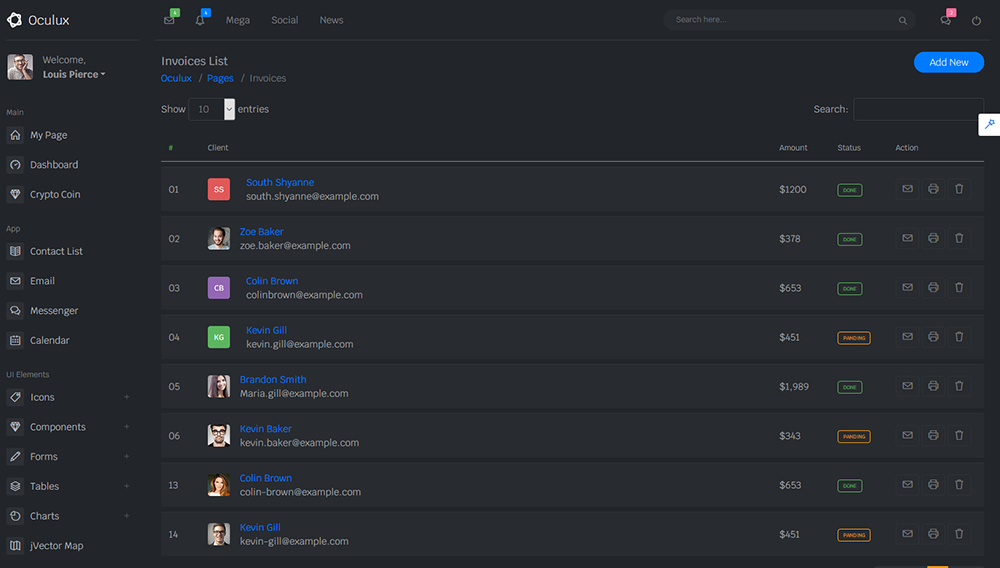 Oculux
4
4
Mega
Social
News
Search here...
2
Welcome,
Louis Pierce
Main
My Page
Dashboard
Crypto Coin
App
Contact List
Email
Messenger
Calendar
UI Elements
Icons +
Components +
Forms +
Tables +
Charts +
jVector Map
Invoices List
Oculux / Pages / Invoices
Add New
Show 10 entries
Search:
# Client Amount Status Action
01 SS South Shyanne $1200 DONE
south.shyanne@example.com
02 Zoe Baker $378 DONE
zoe.baker@example.com
03 CB Colin Brown $653 DONE
colinbrown@example.com
04 KG Kevin Gill $451 PANDING
kevin.gill@example.com
05 Brandon Smith $1,989 DONE
Maria.gill@example.com
06 Kevin Baker $343 PANDING
kevin.baker@example.com
13 Colin Brown $653 DONE
colin-brown@example.com
14 Kevin Gill $451 PANDING
kevin-gill@example.com